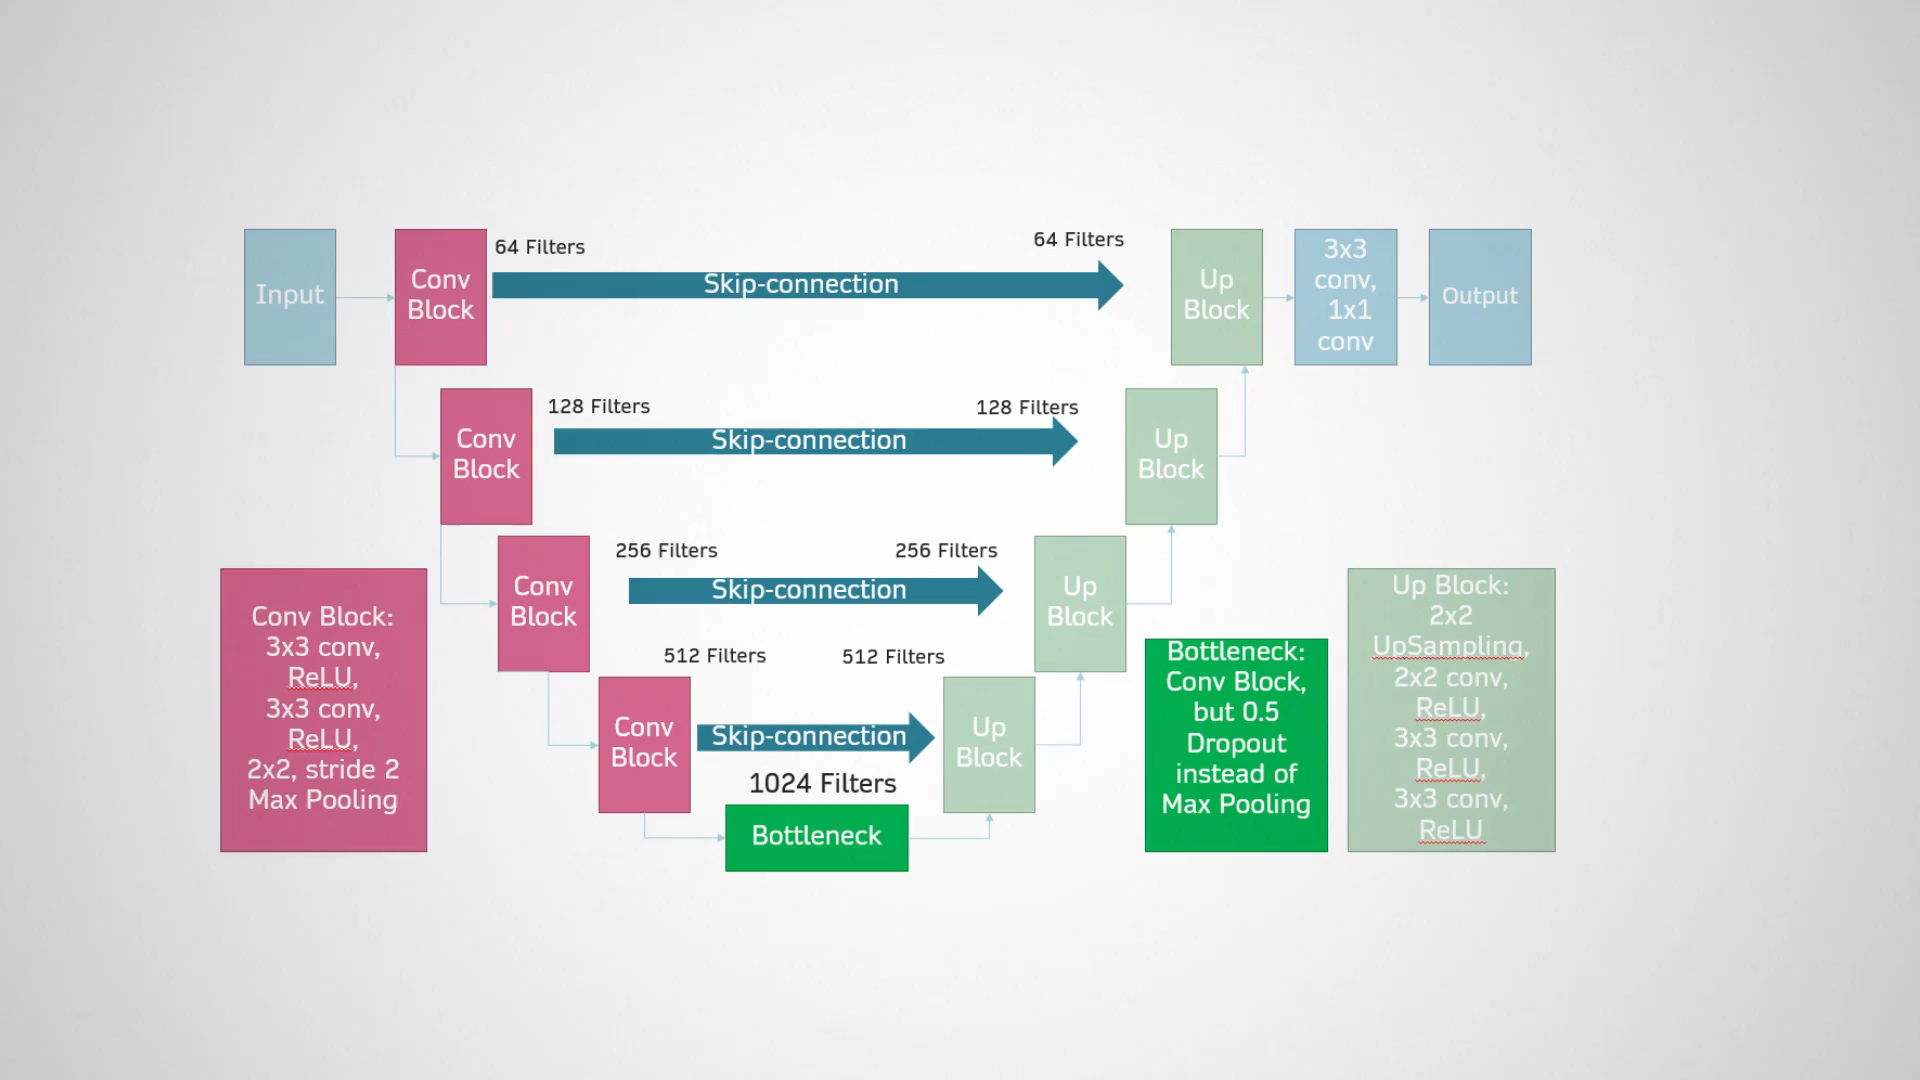 Input
Conv
Block
64 Filters
Skip-connection
64 Filters
Up
Block
3x3
conv,
1x1
conv
Output
Conv
Block
128 Filters
Skip-connection
128 Filters
Up
Block
Conv
Block
256 Filters
Skip-connection
256 Filters
Up
Block
Conv
Block
512 Filters
Skip-connection
512 Filters
Up
Block
1024 Filters
Bottleneck
Conv Block:
3x3 conv,
ReLU,
3x3 conv,
ReLU,
2x2, stride 2
Max Pooling
Bottleneck:
Conv Block,
but 0.5
Dropout
instead of
Max Pooling
Up Block:
2x2
UpSampling,
2x2 conv,
ReLU,
3x3 conv,
ReLU,
3x3 conv,
ReLU